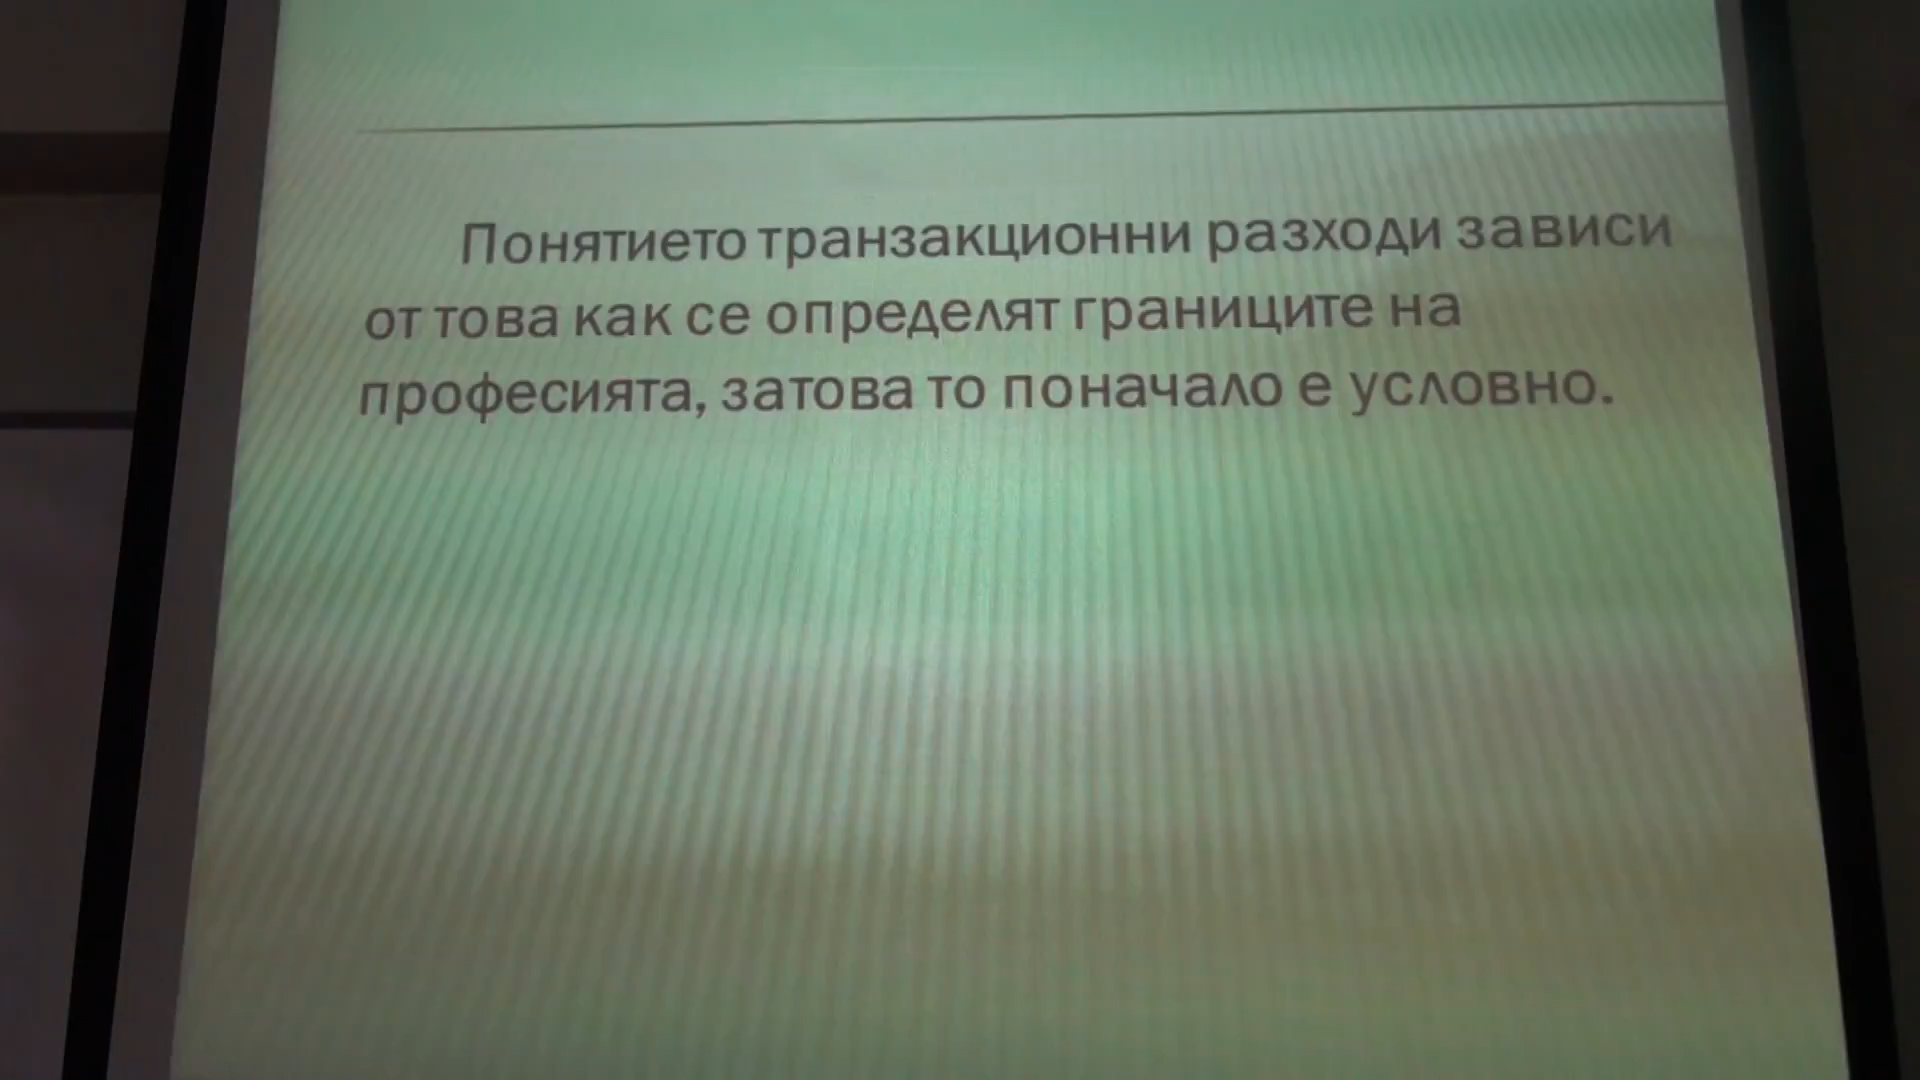 Понятието транзакционни разходи зависи
от това как се определят границите на
професията, затова то поначало е условно.